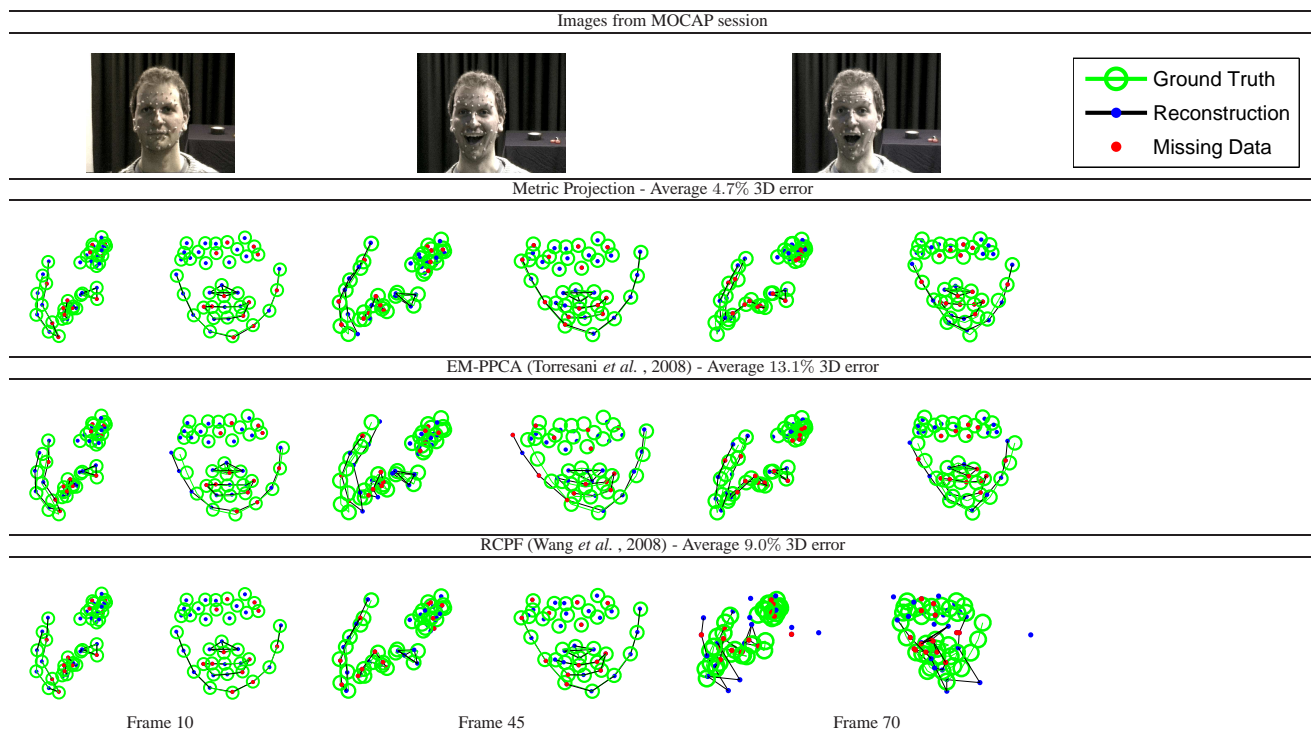 Images from MOCAP session
Ground Truth
Reconstruction
Missing Data
Metric Projection - Average 4.7% 3D error
EM-PPCA (Torresani et al. , 2008) - Average 13.1% 3D error
RCPF (Wang et al. , 2008) - Average 9.0% 3D error
Frame 10 Frame 45 Frame 70